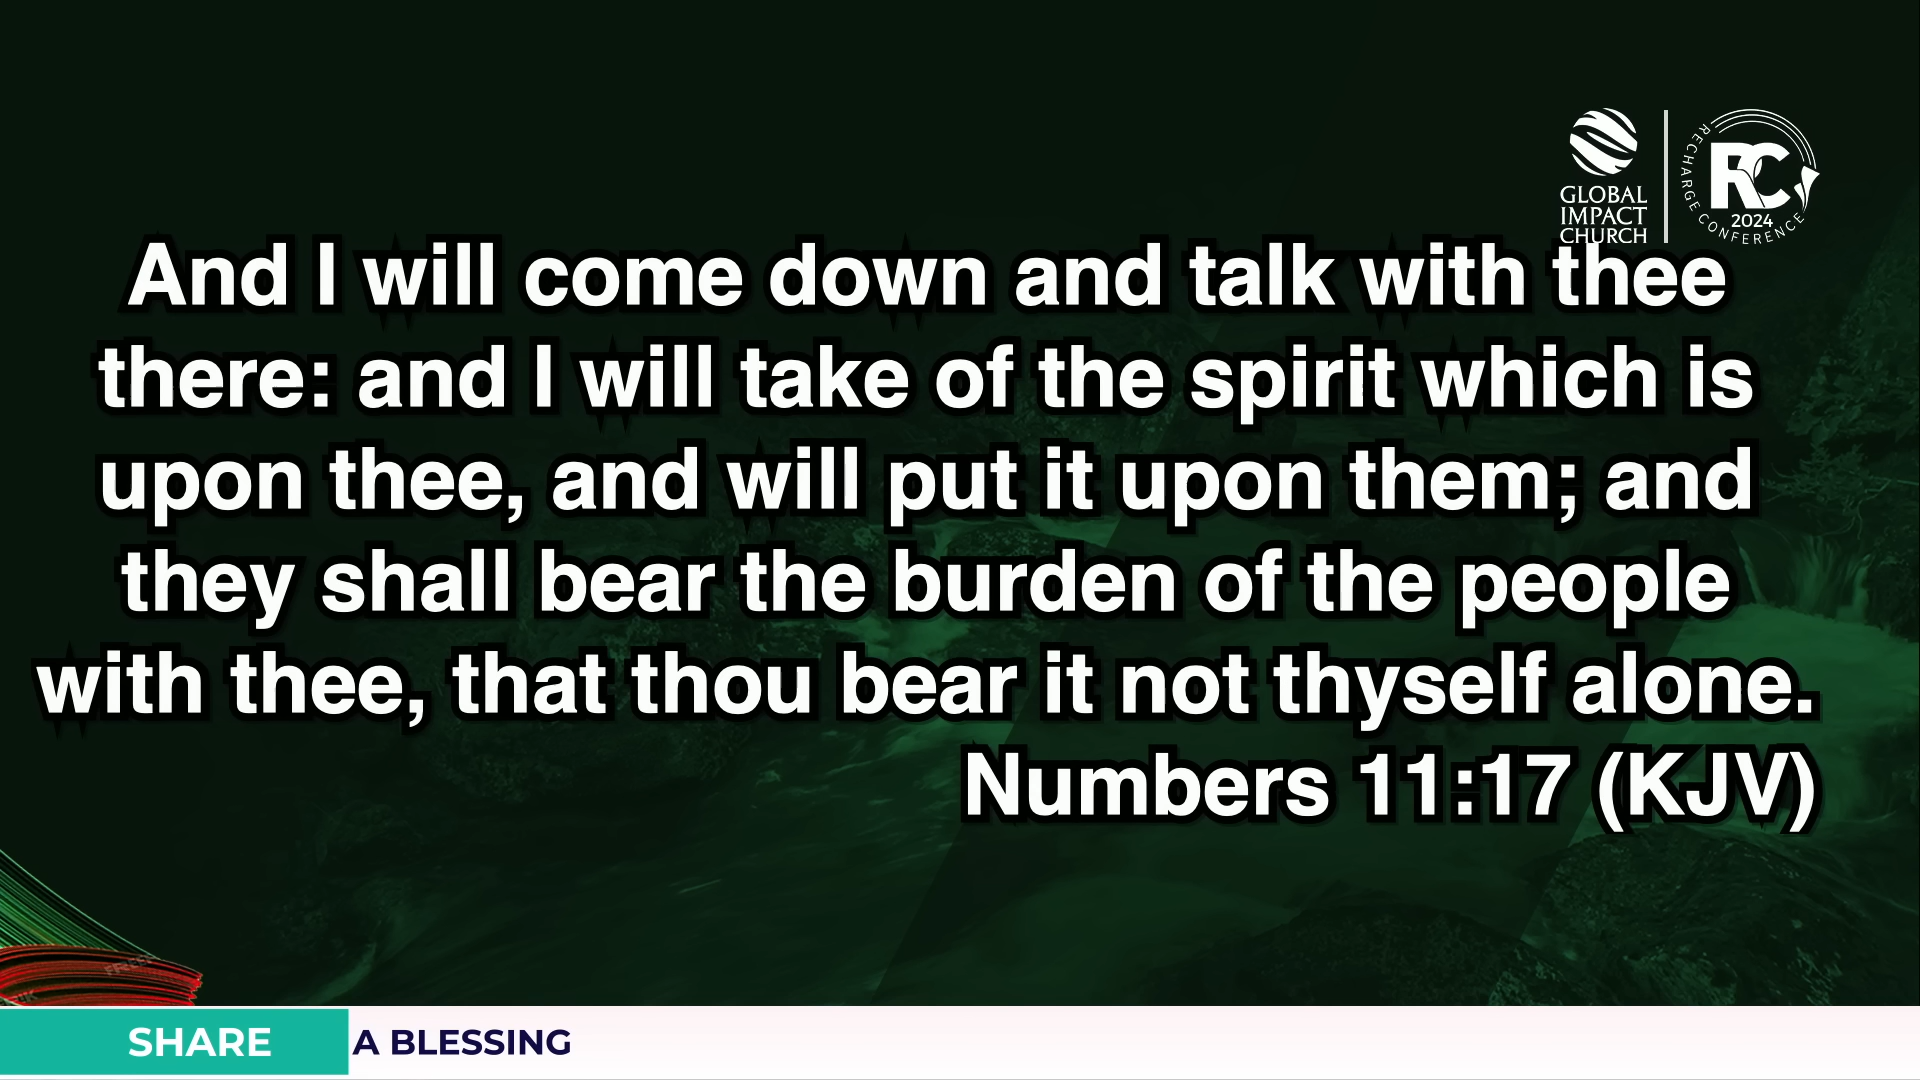 GLOBAL
IMPACT
CHURCH
RECHARGE CONFERENCE
RC
2024
And I will come down and talk with thee
there: and I will take of the spirit which is
upon thee, and will put it upon them; and
they shall bear the burden of the people
with thee, that thou bear it not thyself alone.
Numbers 11:17 (KJV)
SHARE A BLESSING